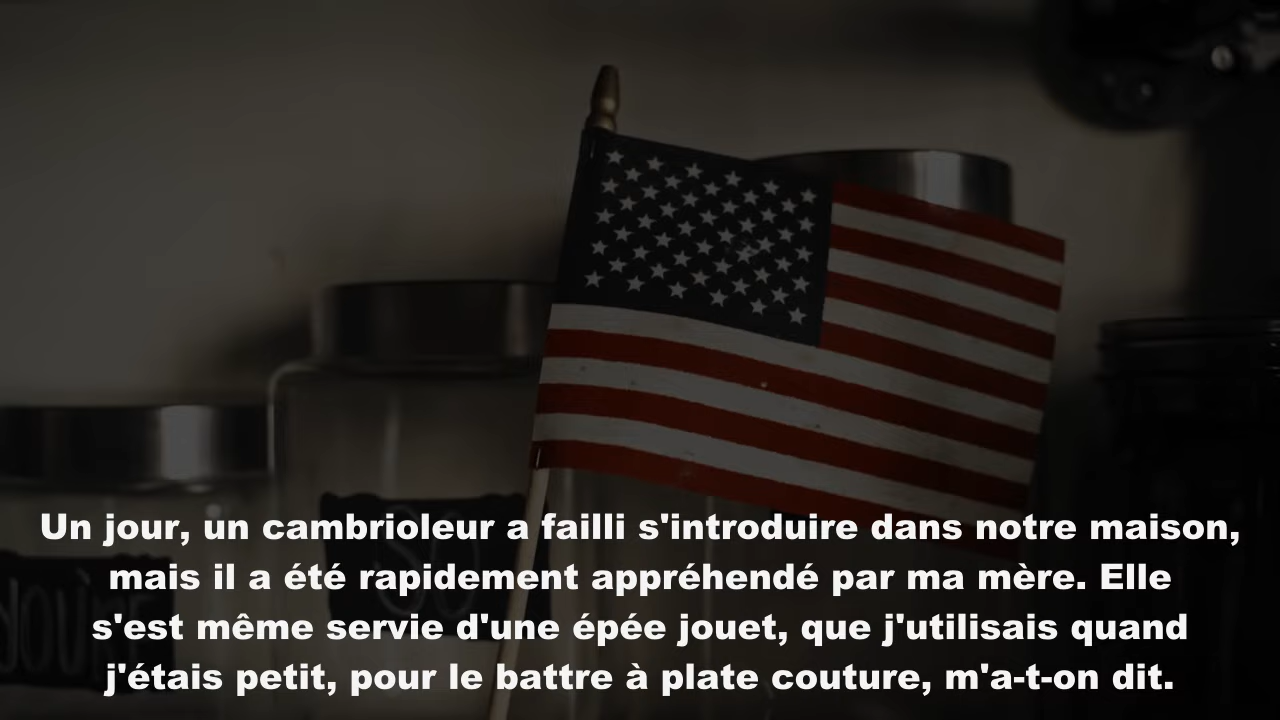 Un jour, un cambrioleur a failli s'introduire dans notre maison,
mais il a été rapidement appréhendé par ma mère. Elle
s'est même servie d'une épée jouet, que j'utilisais quand
j'étais petit, pour le battre à plate couture, m'a-t-on dit.